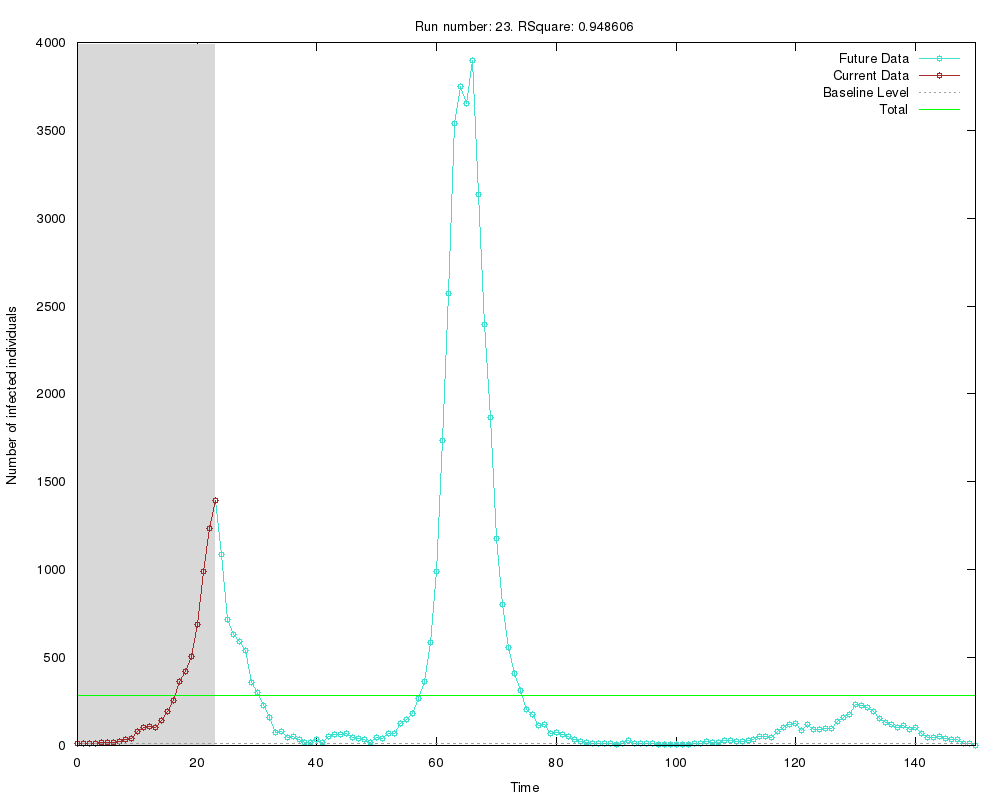 Run number: 23. RSquare: 0.948606
Future Data
Current Data
Baseline Level
Total
Number of infected individuals
4000
3500
3000
2500
2000
1500
1000
500
0
0 20 40 60 80 100 120 140
Time